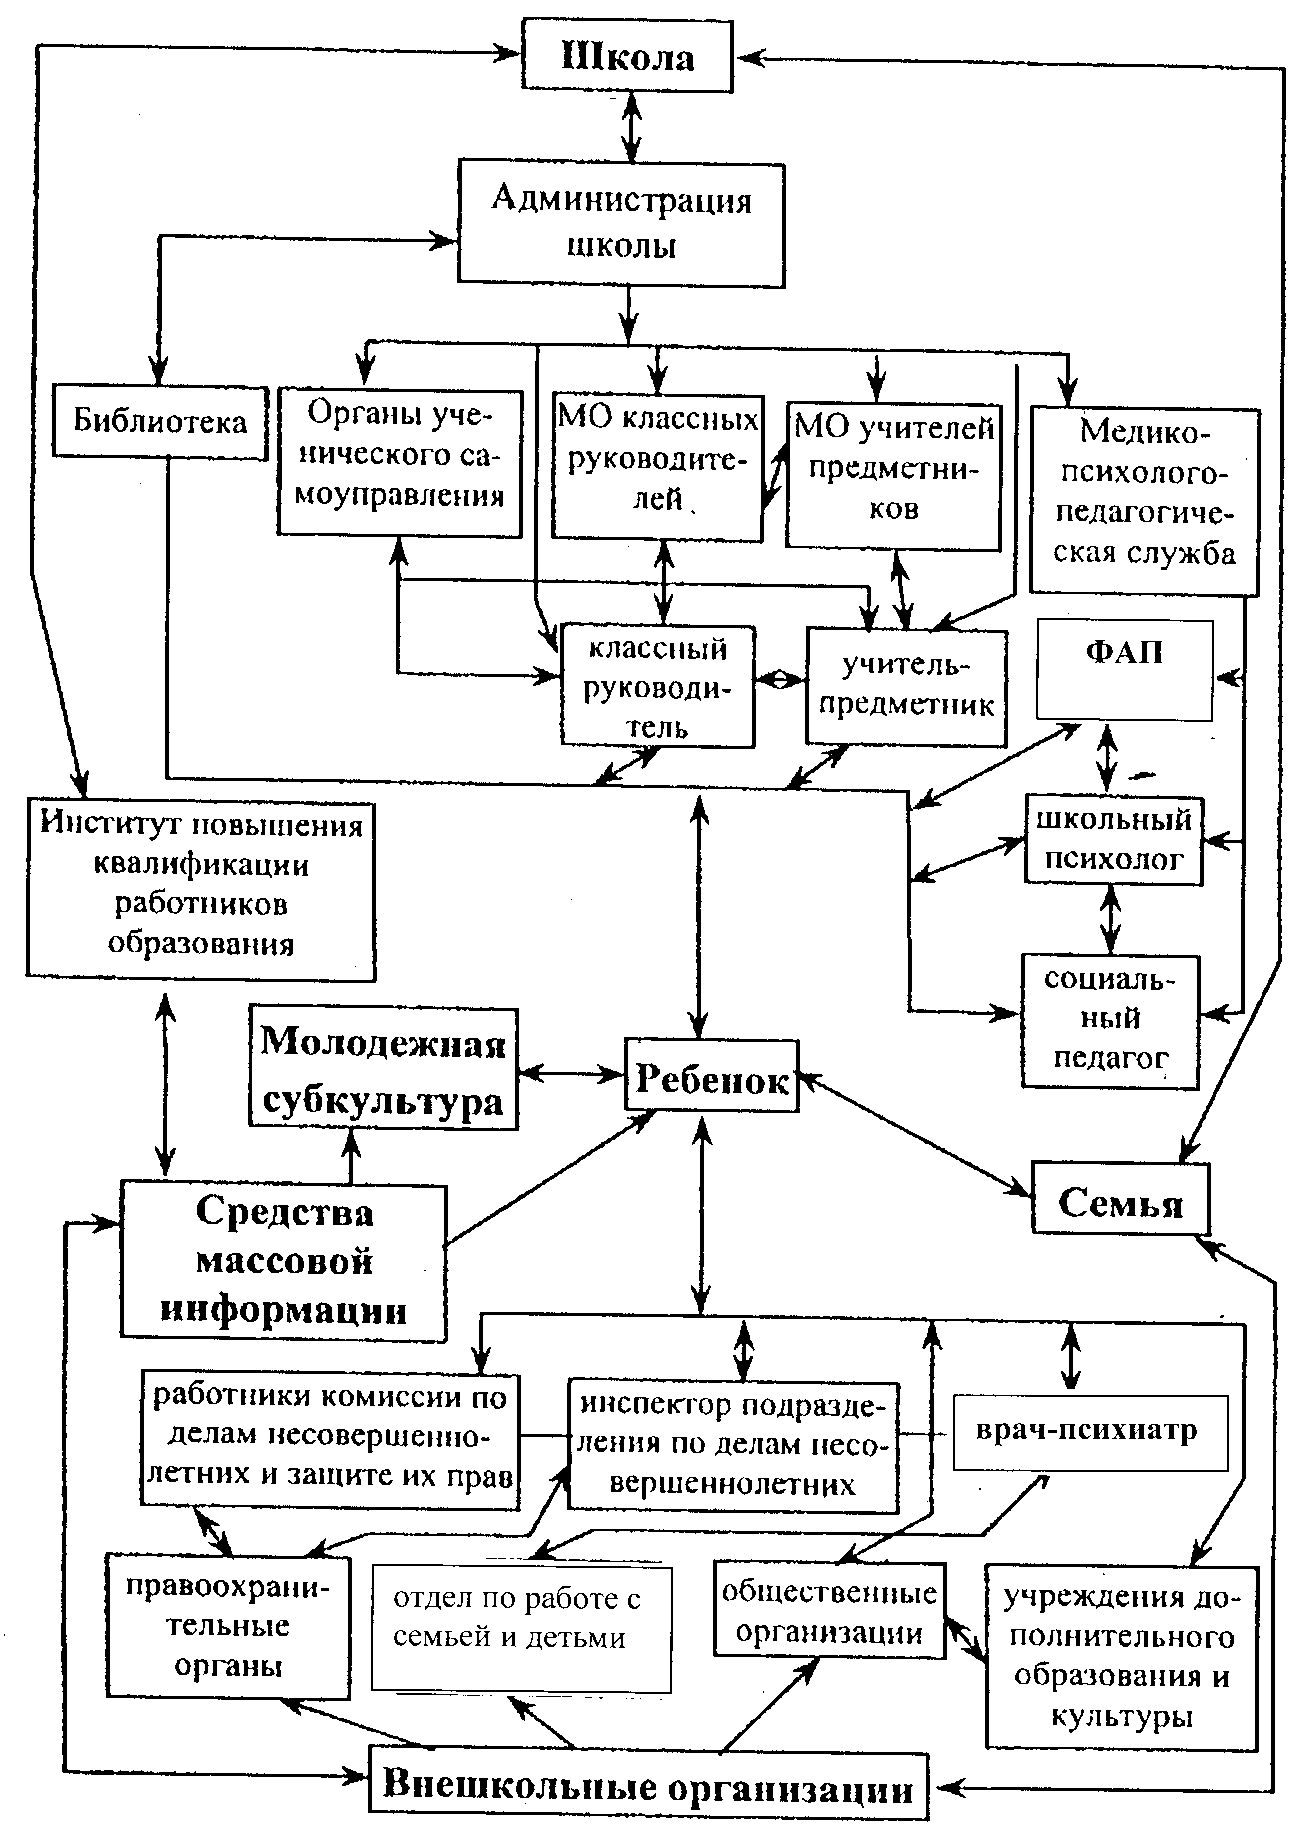 Школа
Администрация
школы
Библиотека
Органы уче-
нического са-
моуправления
МО классных
руководите-
лей
МО учителей
предметни-
ков
Медико-
психолого-
педагогиче-
ская служба
классный
руководи-
тель
учитель-
предметник
ФАП
школьный
психолог
социаль-
ный
педагог
Институт повышения
квалификации
работников
образования
Молодежная
субкультура
Ребенок
Семья
Средства
массовой
информации
работники комиссии по
делам несовершенно-
летних и защите их прав
инспектор подразде-
ления по делам несо-
вершеннолетних
врач-психиатр
правоохрани-
тельные
органы
отдел по работе с
семьей и детьми
общественные
организации
учреждения до-
полнительного
образования и
культуры
Внешкольные организации